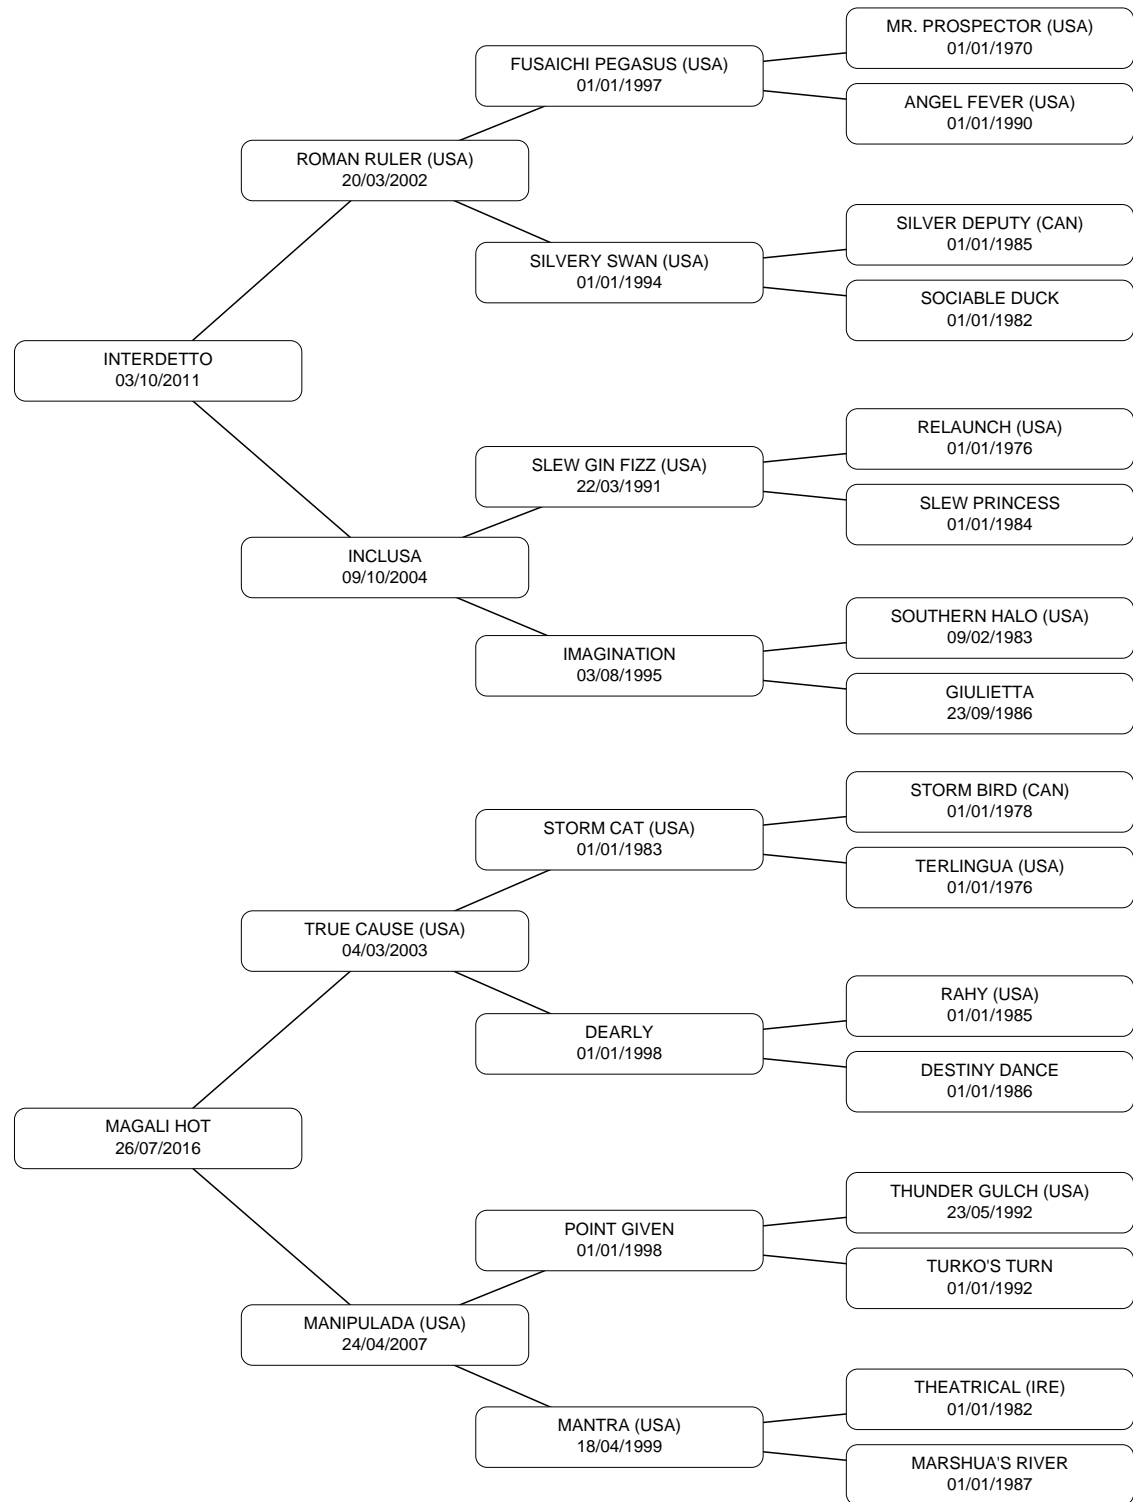 MR. PROSPECTOR (USA)
01/01/1970
FUSAICHI PEGASUS (USA)
01/01/1997
ANGEL FEVER (USA)
01/01/1990
ROMAN RULER (USA)
20/03/2002
SILVER DEPUTY (CAN)
01/01/1985
SILVERY SWAN (USA)
01/01/1994
SOCIABLE DUCK
01/01/1982
INTERDETTO
03/10/2011
RELAUNCH (USA)
01/01/1976
SLEW GIN FIZZ (USA)
22/03/1991
SLEW PRINCESS
01/01/1984
INCLUSA
09/10/2004
SOUTHERN HALO (USA)
09/02/1983
IMAGINATION
03/08/1995
GIULIETTA
23/09/1986
STORM BIRD (CAN)
01/01/1978
STORM CAT (USA)
01/01/1983
TERLINGUA (USA)
01/01/1976
TRUE CAUSE (USA)
04/03/2003
RAHY (USA)
01/01/1985
DEARLY
01/01/1998
DESTINY DANCE
01/01/1986
MAGALI HOT
26/07/2016
THUNDER GULCH (USA)
23/05/1992
POINT GIVEN
01/01/1998
TURKO'S TURN
01/01/1992
MANIPULADA (USA)
24/04/2007
THEATRICAL (IRE)
01/01/1982
MANTRA (USA)
18/04/1999
MARSHUA'S RIVER
01/01/1987